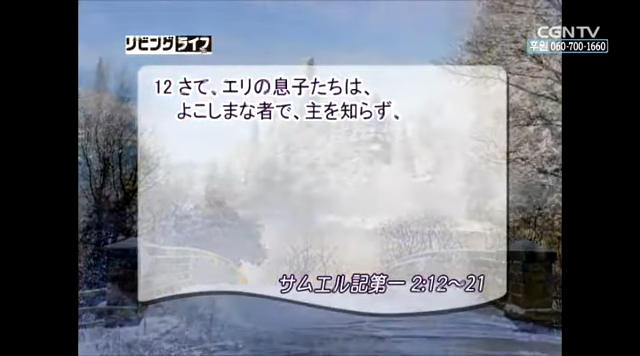 リビングライフ
CGNTV
후원 060-700-1660
12 さて、エリの息子たちは、
よこしまな者で、主を知らず、
サムエル記第一 2:12～21